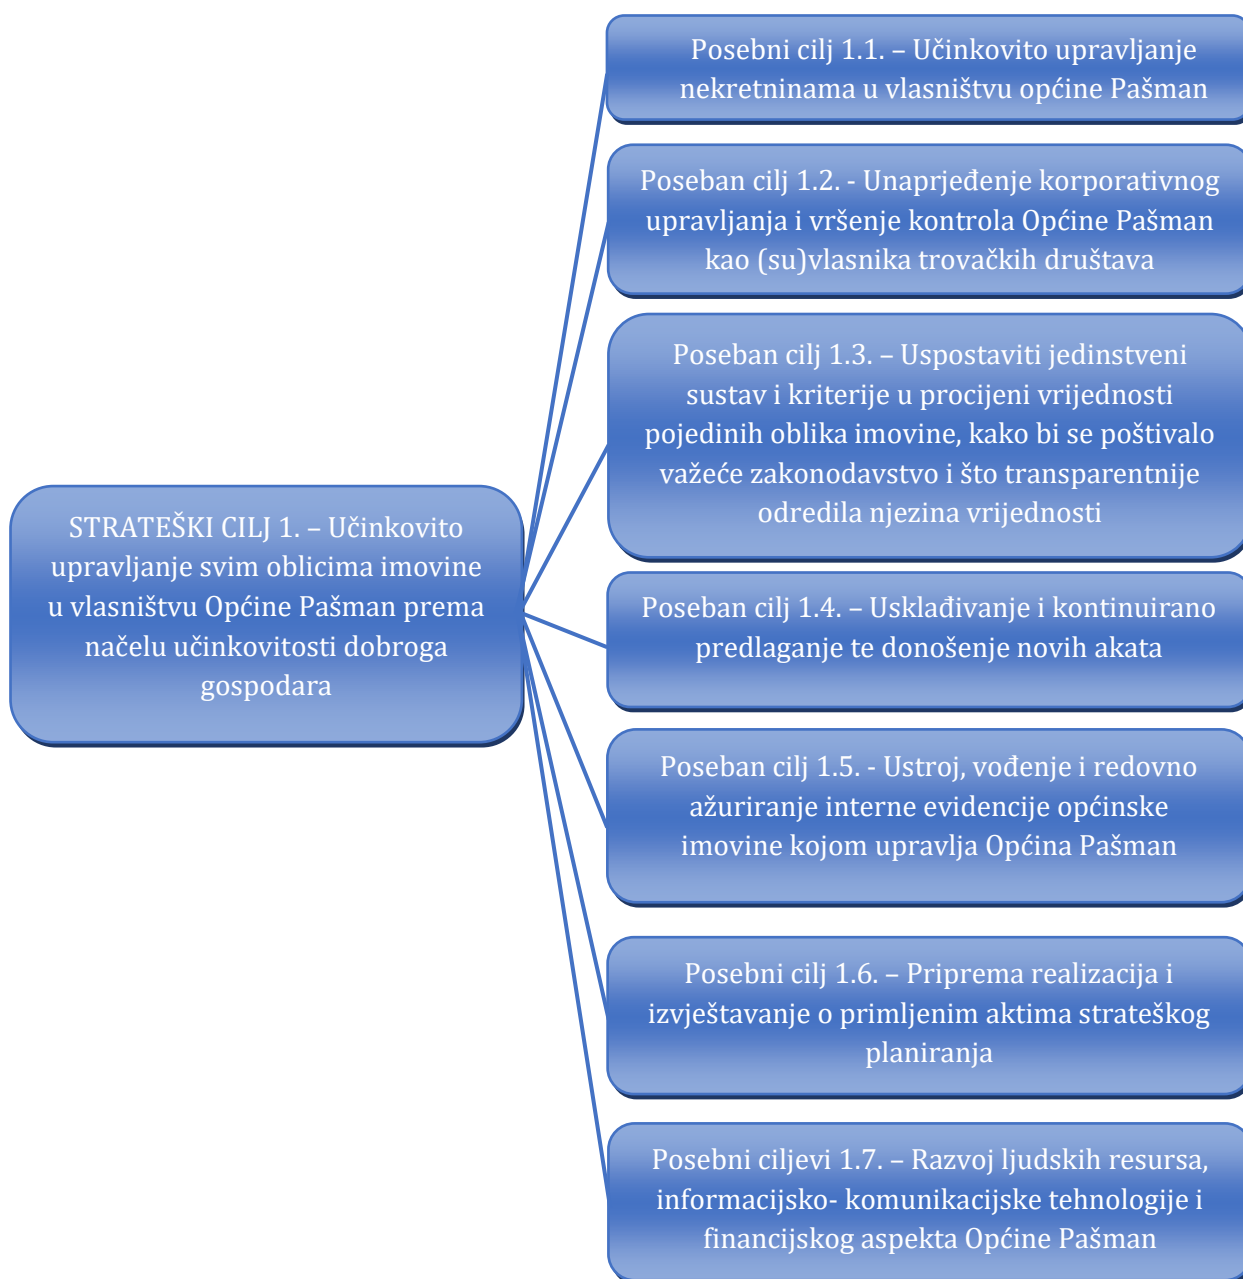 Posebni cilj 1.1. – Učinkovito upravljanje
nekretninama u vlasništvu općine Pašman
Poseban cilj 1.2. - Unaprjeđenje korporativnog
upravljanja i vršenje kontrola Općine Pašman
kao (su)vlasnika trovačkih društava
Poseban cilj 1.3. – Uspostaviti jedinstveni
sustav i kriterije u procijeni vrijednosti
pojedinih oblika imovine, kako bi se poštivalo
važeće zakonodavstvo i što transparentnije
odredila njezina vrijednosti
STRATEŠKI CILJ 1. – Učinkovito
upravljanje svim oblicima imovine
u vlasništvu Općine Pašman prema
načelu učinkovitosti dobroga
gospodara
Poseban cilj 1.4. – Usklađivanje i kontinuirano
predlaganje te donošenje novih akata
Poseban cilj 1.5. - Ustroj, vođenje i redovno
ažuriranje interne evidencije općinske
imovine kojom upravlja Općina Pašman
Posebni cilj 1.6. – Priprema realizacija i
izvještavanje o primljenim aktima strateškog
planiranja
Posebni ciljevi 1.7. – Razvoj ljudskih resursa,
informacijsko- komunikacijske tehnologije i
financijskog aspekta Općine Pašman